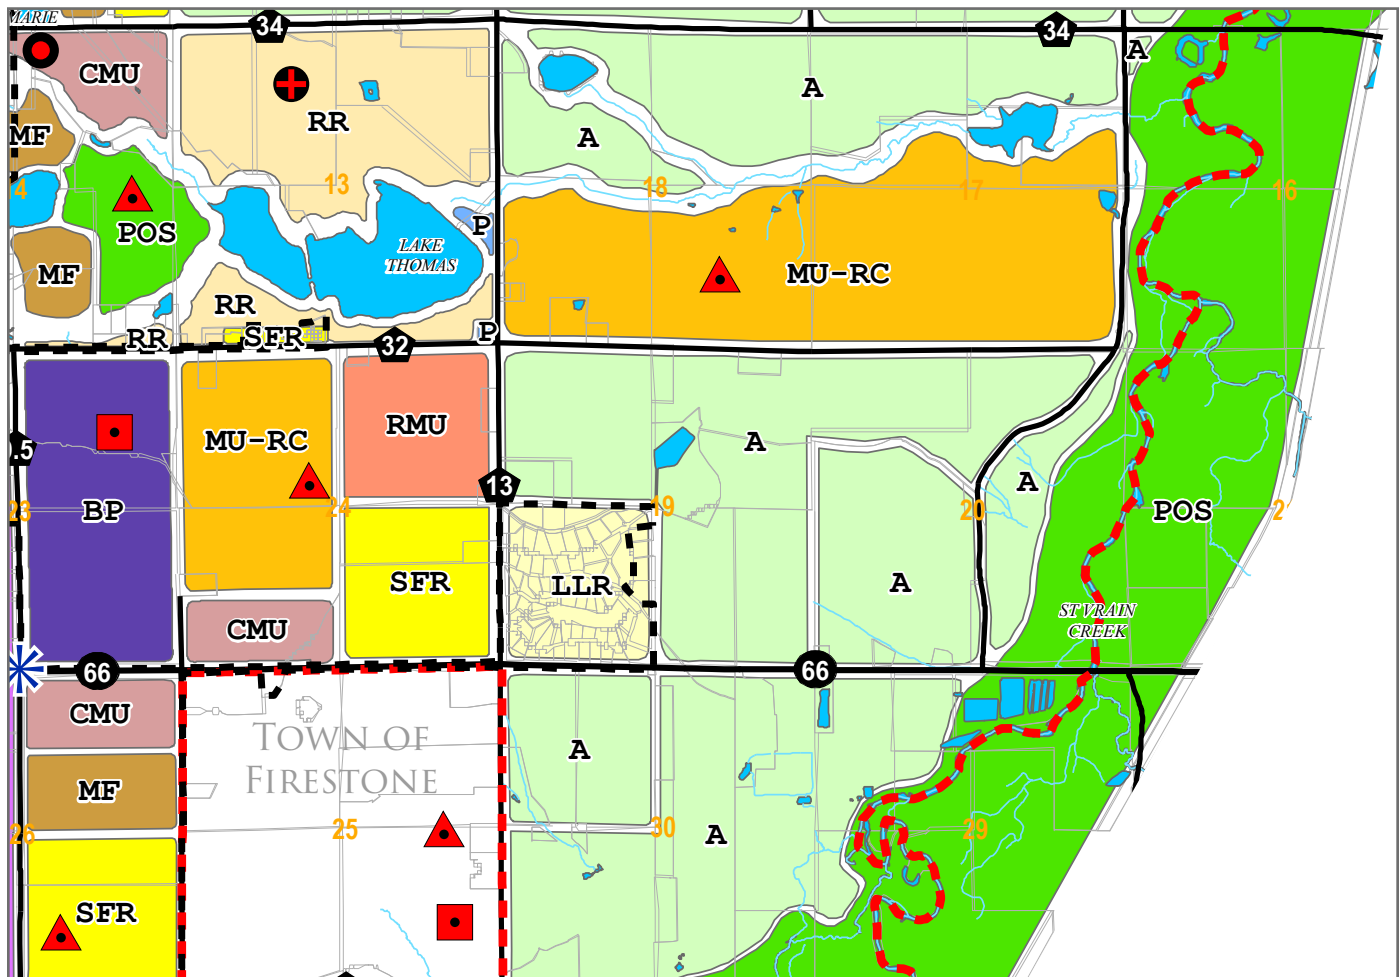 MARIE
34
34
CMU
A
A
RR
A
MF
13
18
17
16
4
POS
P
LAKE
THOMAS
MF
MU-RC
RR
RR
SFR
32
P
.5
BP
MU-RC
RMU
A
A
13
23
24
19
20
2
POS
SFR
LLR
A
CMU
ST VRAIN
CREEK
66
66
CMU
TOWN OF
FIRESTONE
A
MF
26
25
30
29
A
SFR